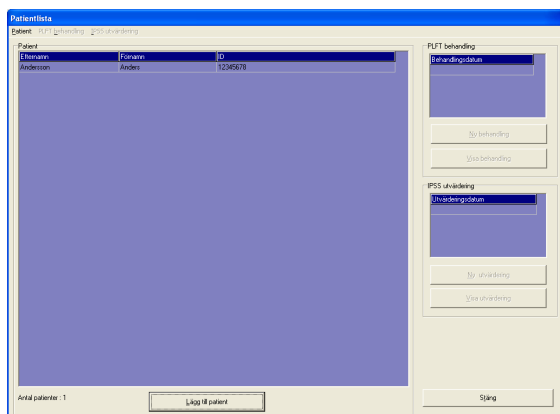 Patientlista
Patient PLFT behandling IPSS utvärdering
Patient
Efternamn Förnamn ID
Andersson Anders 12345678
Antal patienter : 1
Lägg till patient
PLFT behandling
Behandlingsdatum
Ny behandling
Visa behandling
IPSS utvärdering
Utvärderingsdatum
Ny utvärdering
Visa utvärdering
Stäng